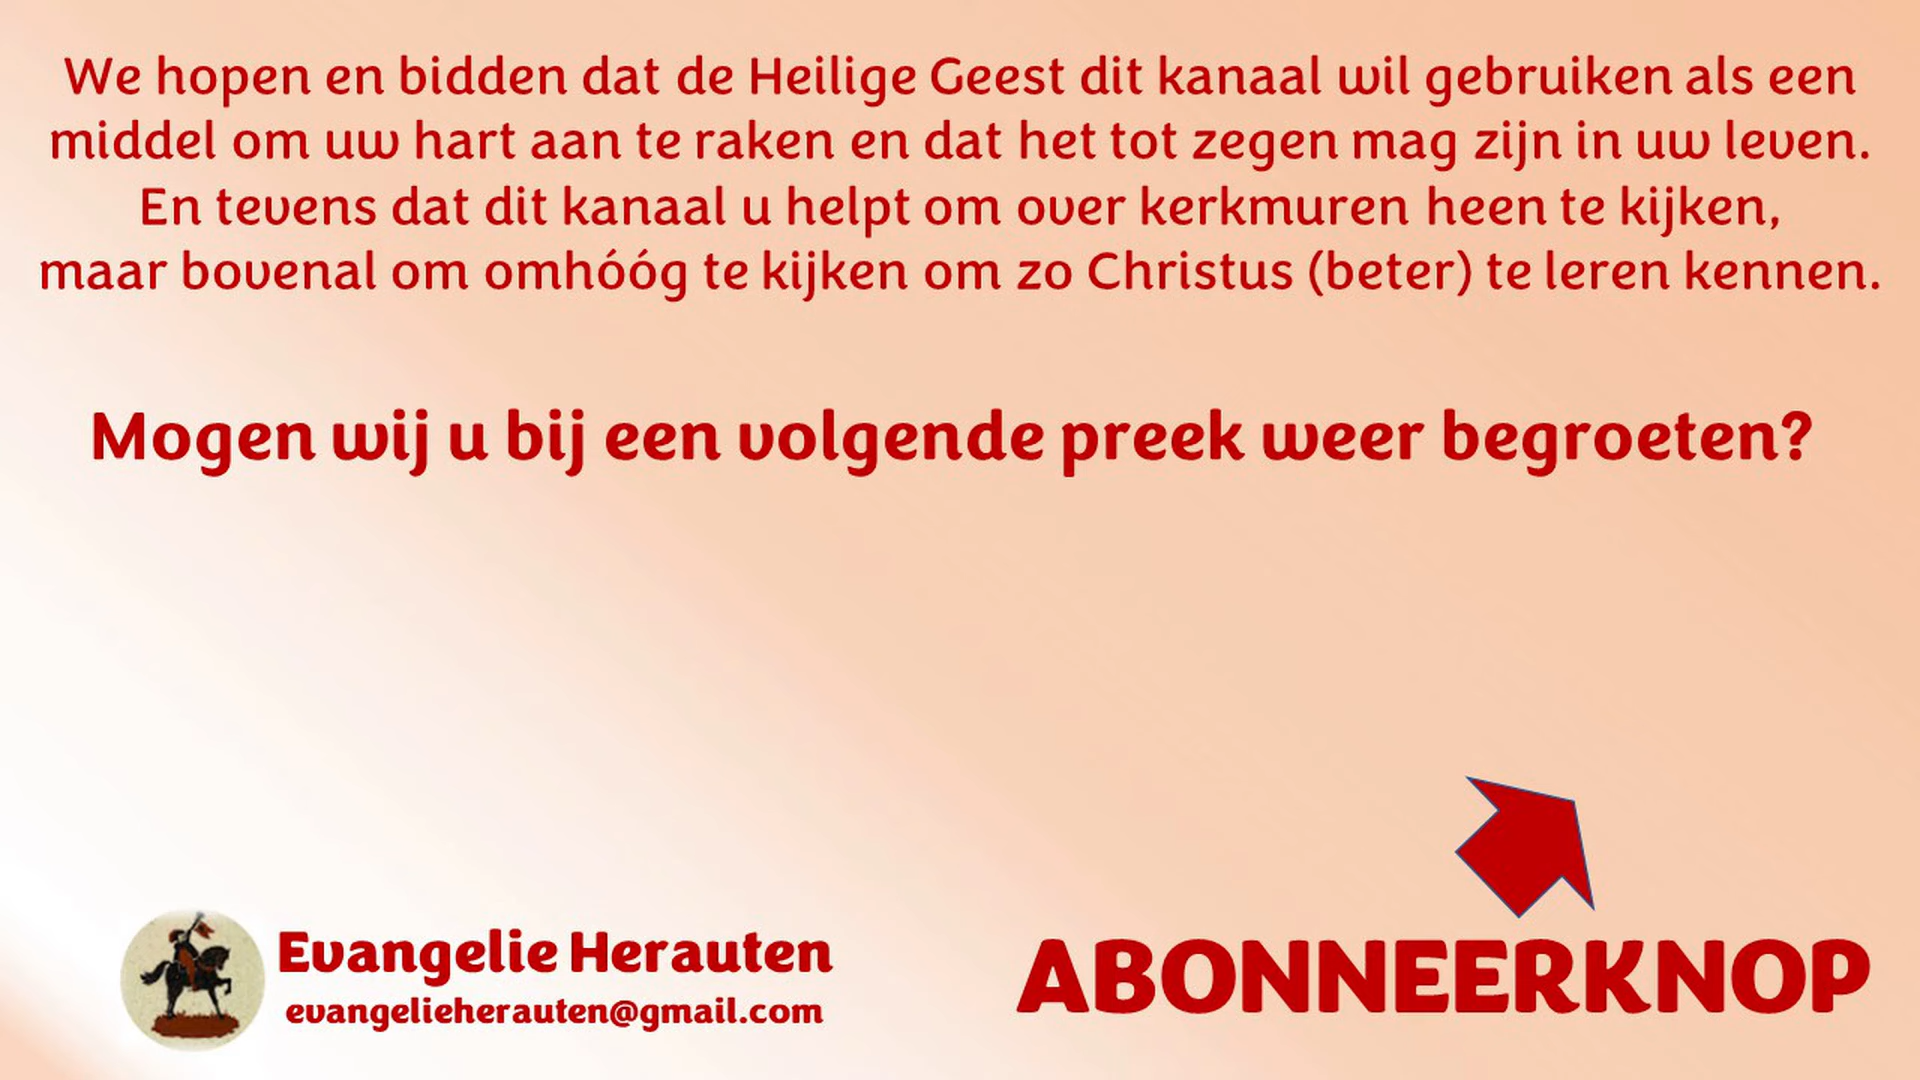 We hopen en bidden dat de Heilige Geest dit kanaal wil gebruiken als een
middel om uw hart aan te raken en dat het tot zegen mag zijn in uw leven.
En tevens dat dit kanaal u helpt om over kerkmuren heen te kijken,
maar bovenal om omhóóg te kijken om zo Christus (beter) te leren kennen.
Mogen wij u bij een volgende preek weer begroeten?
Evangelie Herauten
evangelieherauten@gmail.com
ABONNEERKNOP